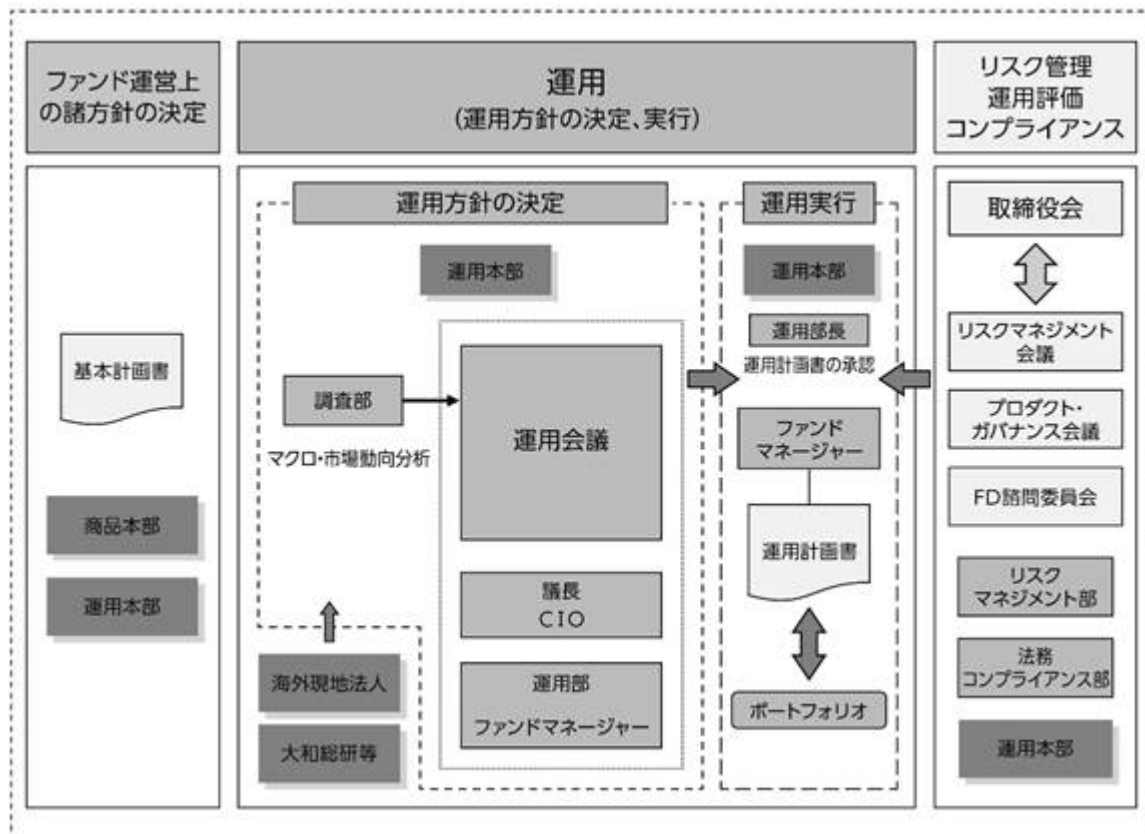 ファンド運営上
の諸方針の決定
運用
(運用方針の決定、実行)
リスク管理
運用評価
コンプライアンス
基本計画書
商品本部
運用本部
運用方針の決定
運用本部
調査部
マクロ・市場動向分析
運用会議
議長
CIO
運用部
ファンドマネージャー
海外現地法人
大和総研等
運用実行
運用本部
運用部長
運用計画書の承認
ファンド
マネージャー
運用計画書
ポートフォリオ
取締役会
リスクマネジメント
会議
プロダクト・
ガバナンス会議
FD諮問委員会
リスク
マネジメント部
法務
コンプライアンス部
運用本部